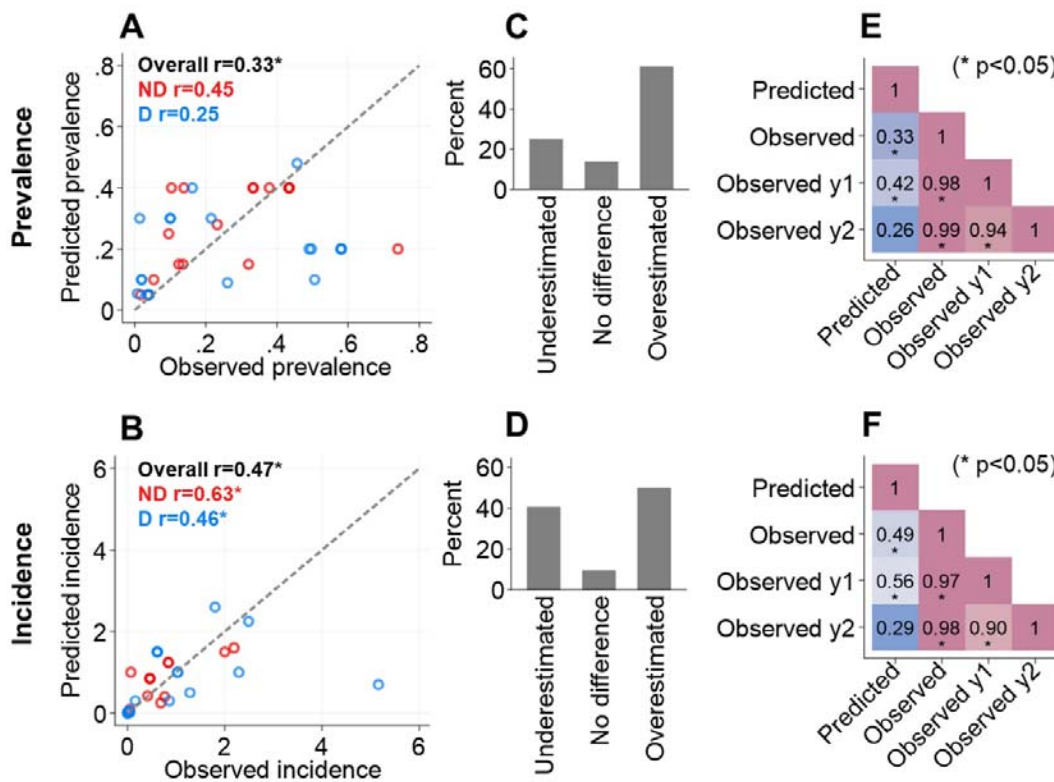 A
Prevalence
Predicted prevalence
.8
.6
.4
.2
0
Overall r=0.33*
ND r=0.45
D r=0.25
0
.2
.4
.6
.8
Observed prevalence
C
Percent
60
40
20
0
Underestimated
No difference
Overestimated
E
(* p<0.05)
Predicted
1
Observed
0.33
*
1
Observed y1
0.42
*
0.98
*
1
Observed y2
0.26
0.99
*
0.94
*
1
Predicted
Observed
Observed y1
Observed y2
B
Incidence
Predicted incidence
6
4
2
0
Overall r=0.47*
ND r=0.63*
D r=0.46*
0
2
4
6
Observed incidence
D
Percent
60
40
20
0
Underestimated
No difference
Overestimated
F
(* p<0.05)
Predicted
1
Observed
0.49
*
1
Observed y1
0.56
*
0.97
*
1
Observed y2
0.29
0.98
*
0.90
*
1
Predicted
Observed
Observed y1
Observed y2